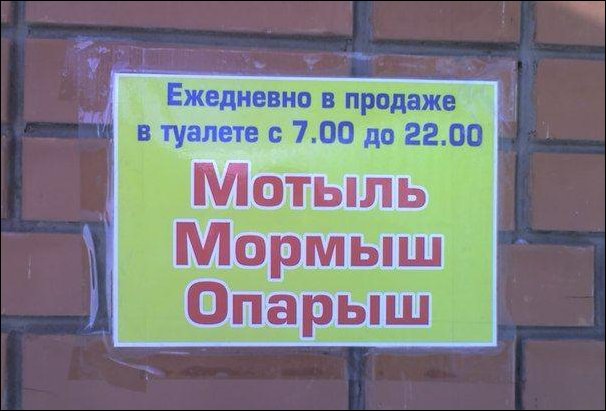 Ежедневно в продаже
в туалете с 7.00 до 22.00
Мотыль
Мормыш
Опарыш